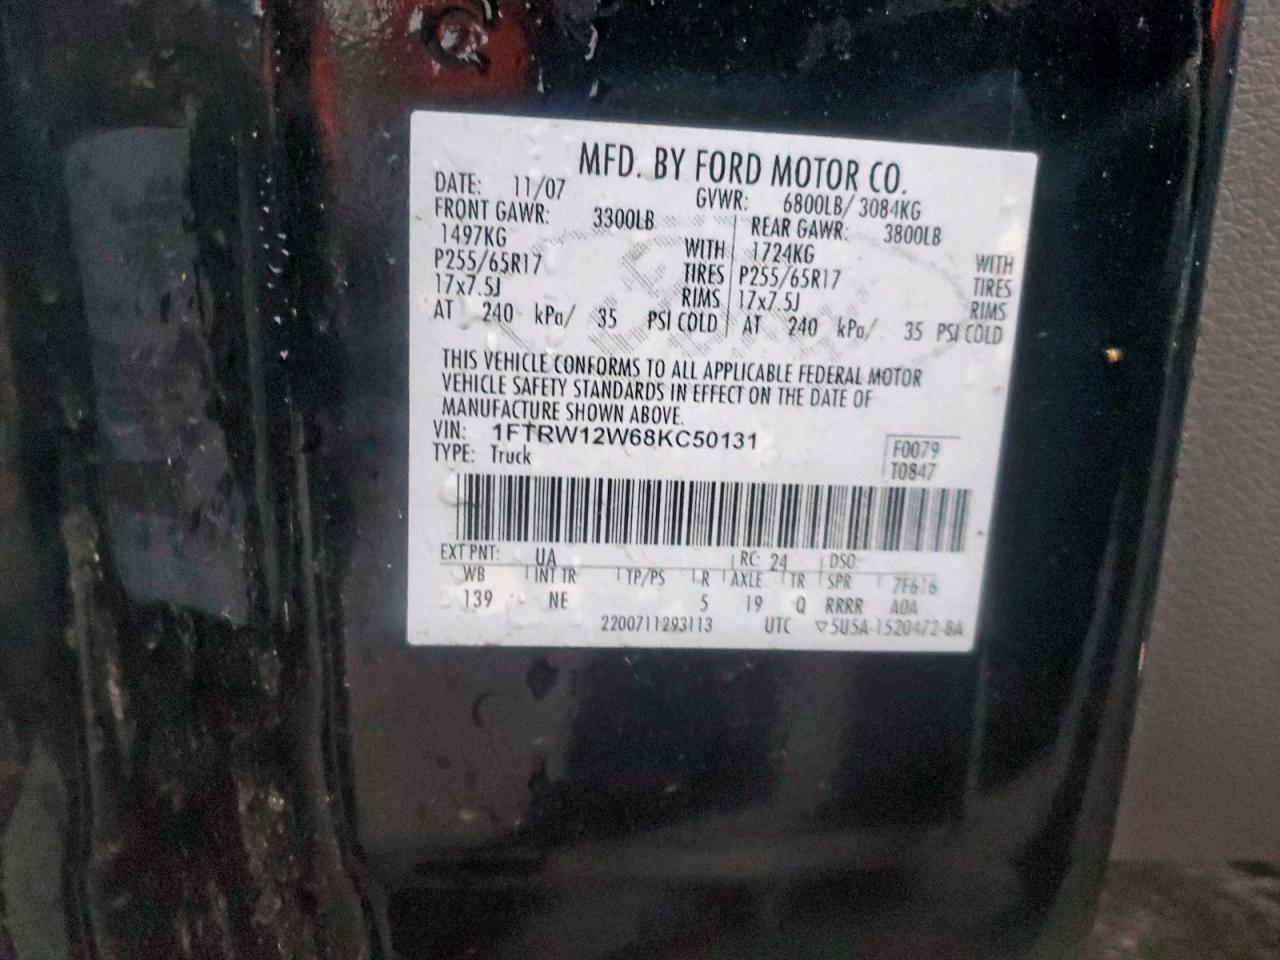 MFD. BY FORD MOTOR CO.
DATE: 11/07 GVWR: 6800LB/ 3084KG
FRONT GAWR: 3300LB REAR GAWR: 3800LB
1497KG WITH 1724KG WITH
P255/65R17 TIRES P255/65R17 TIRES
17x7.5J RIMS 17x7.5J RIMS
AT 240 kPa/ 35 PSI COLD AT 240 kPa/ 35 PSI COLD
THIS VEHICLE CONFORMS TO ALL APPLICABLE FEDERAL MOTOR
VEHICLE SAFETY STANDARDS IN EFFECT ON THE DATE OF
MANUFACTURE SHOWN ABOVE.
VIN: 1FTRW12W68KC50131 F0079
TYPE: Truck T0847
EXT PNT: UA RC: 24 DSO:
WB INT TR TP/PS R AXLE TR SPR 7F616
139 NE 5 19 Q RRRR A0A
2200711293113 UTC ▽5U5A-1520472-BA